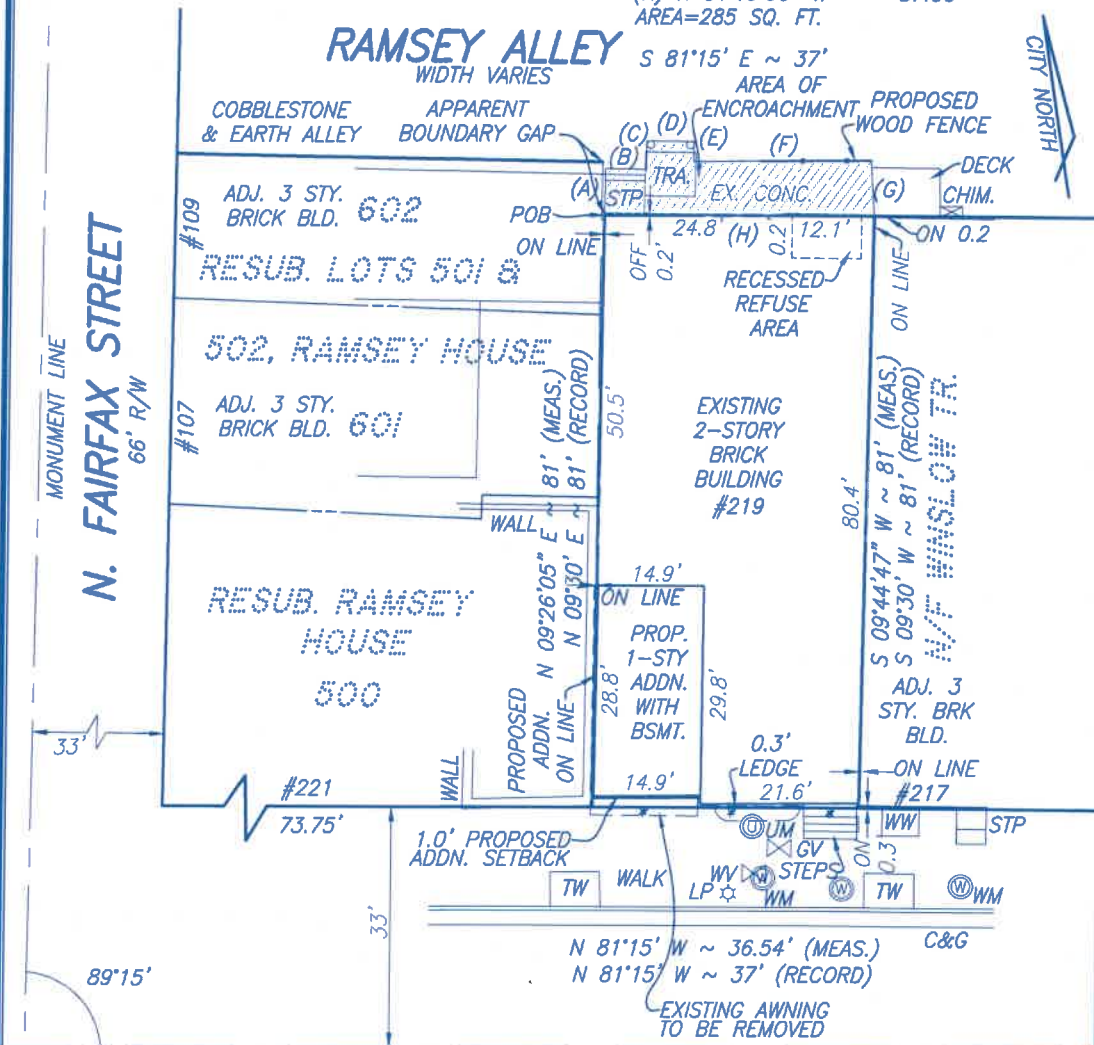 AREA=285 SQ. FT.
RAMSEY ALLEY
WIDTH VARIES
S 81°15' E ~ 37'
AREA OF
ENCROACHMENT
PROPOSED
WOOD FENCE
CITY NORTH
COBBLESTONE
& EARTH ALLEY
APPARENT
BOUNDARY GAP
(A)
(B)
(C)
(D)
(E)
(F)
(G)
DECK
CHIM.
STP
TRA.
EX. CONC.
POB
ON LINE
OFF
0.2'
24.8'
(H)
0.2
12.1'
ON 0.2
ON LINE
RECESSED
REFUSE
AREA
#109
ADJ. 3 STY.
BRICK BLD.
602
RESUB. LOTS 501 &
502, RAMSEY HOUSE
#107
ADJ. 3 STY.
BRICK BLD.
601
MONUMENT LINE
N. FAIRFAX STREET
66' R/W
N 09°26'05" E ~ 81' (MEAS.)
N 09°30' E ~ 81' (RECORD)
50.5'
EXISTING
2-STORY
BRICK
BUILDING
#219
80.4'
S 09°44'47" W ~ 81' (MEAS.)
S 09°30' W ~ 81' (RECORD)
N/F WINSLOW TR.
WALL
RESUB. RAMSEY
HOUSE
500
14.9'
ON LINE
PROP.
1-STY
ADDN.
WITH
BSMT.
28.8'
29.8'
PROPOSED
ADDN.
ON LINE
ADJ. 3
STY. BRK
BLD.
0.3'
LEDGE
21.6'
ON LINE
#217
14.9'
WALL
33'
#221
73.75'
1.0' PROPOSED
ADDN. SETBACK
UM
GV
STEPS
ON
0.3
WW
STP
TW
WALK
WV
LP
WM
W
TW
W
WM
C&G
33'
89°15'
N 81°15' W ~ 36.54' (MEAS.)
N 81°15' W ~ 37' (RECORD)
EXISTING AWNING
TO BE REMOVED